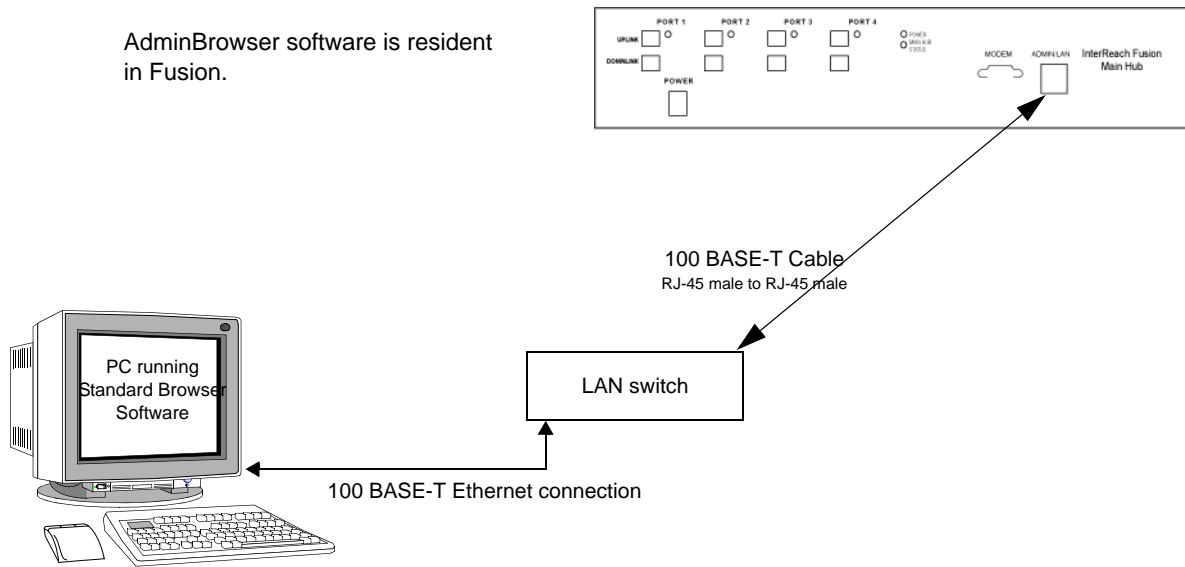 AdminBrowser software is resident
in Fusion.
PORT 1 PORT 2 PORT 3 PORT 4
UPLINK
DOWNLINK
POWER
POWER
MAIN HUB
STATUS
MODEM
ADMIN/LAN
InterReach Fusion
Main Hub
100 BASE-T Cable
RJ-45 male to RJ-45 male
LAN switch
PC running
Standard Browser
Software
100 BASE-T Ethernet connection